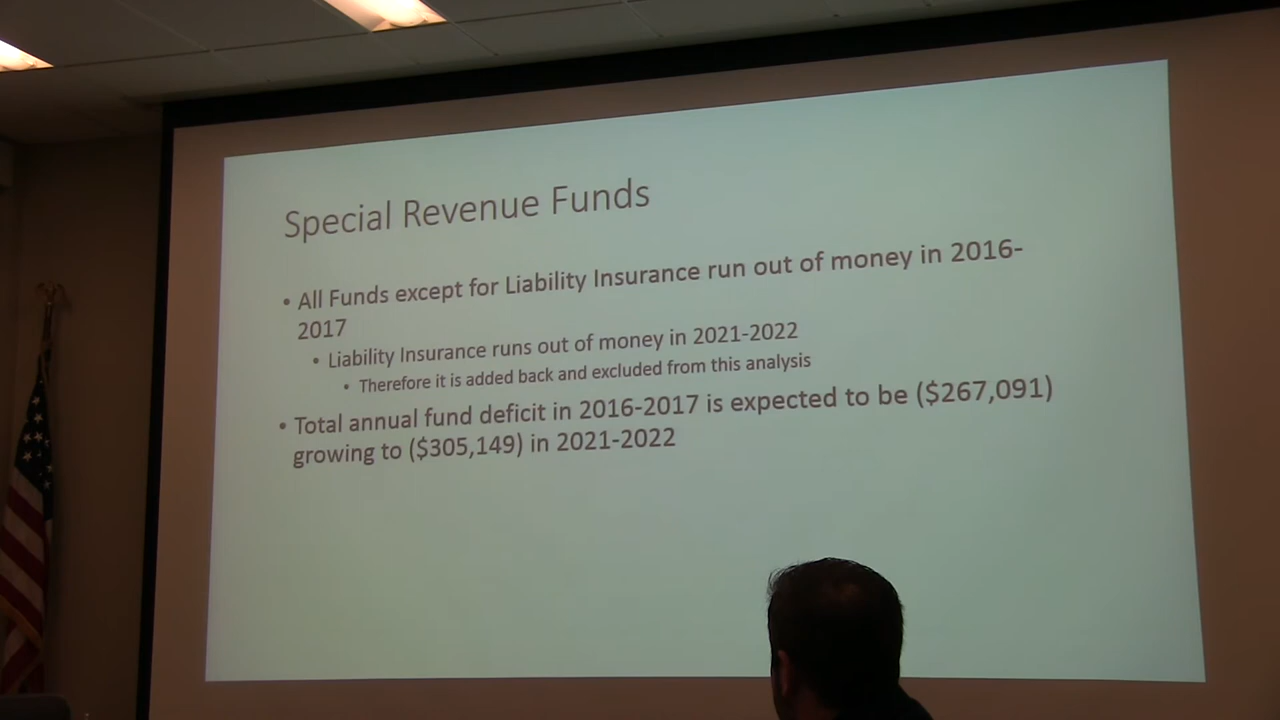 Special Revenue Funds
• All Funds except for Liability Insurance run out of money in 2016-
2017
• Liability Insurance runs out of money in 2021-2022
• Therefore it is added back and excluded from this analysis
• Total annual fund deficit in 2016-2017 is expected to be ($267,091)
growing to ($305,149) in 2021-2022